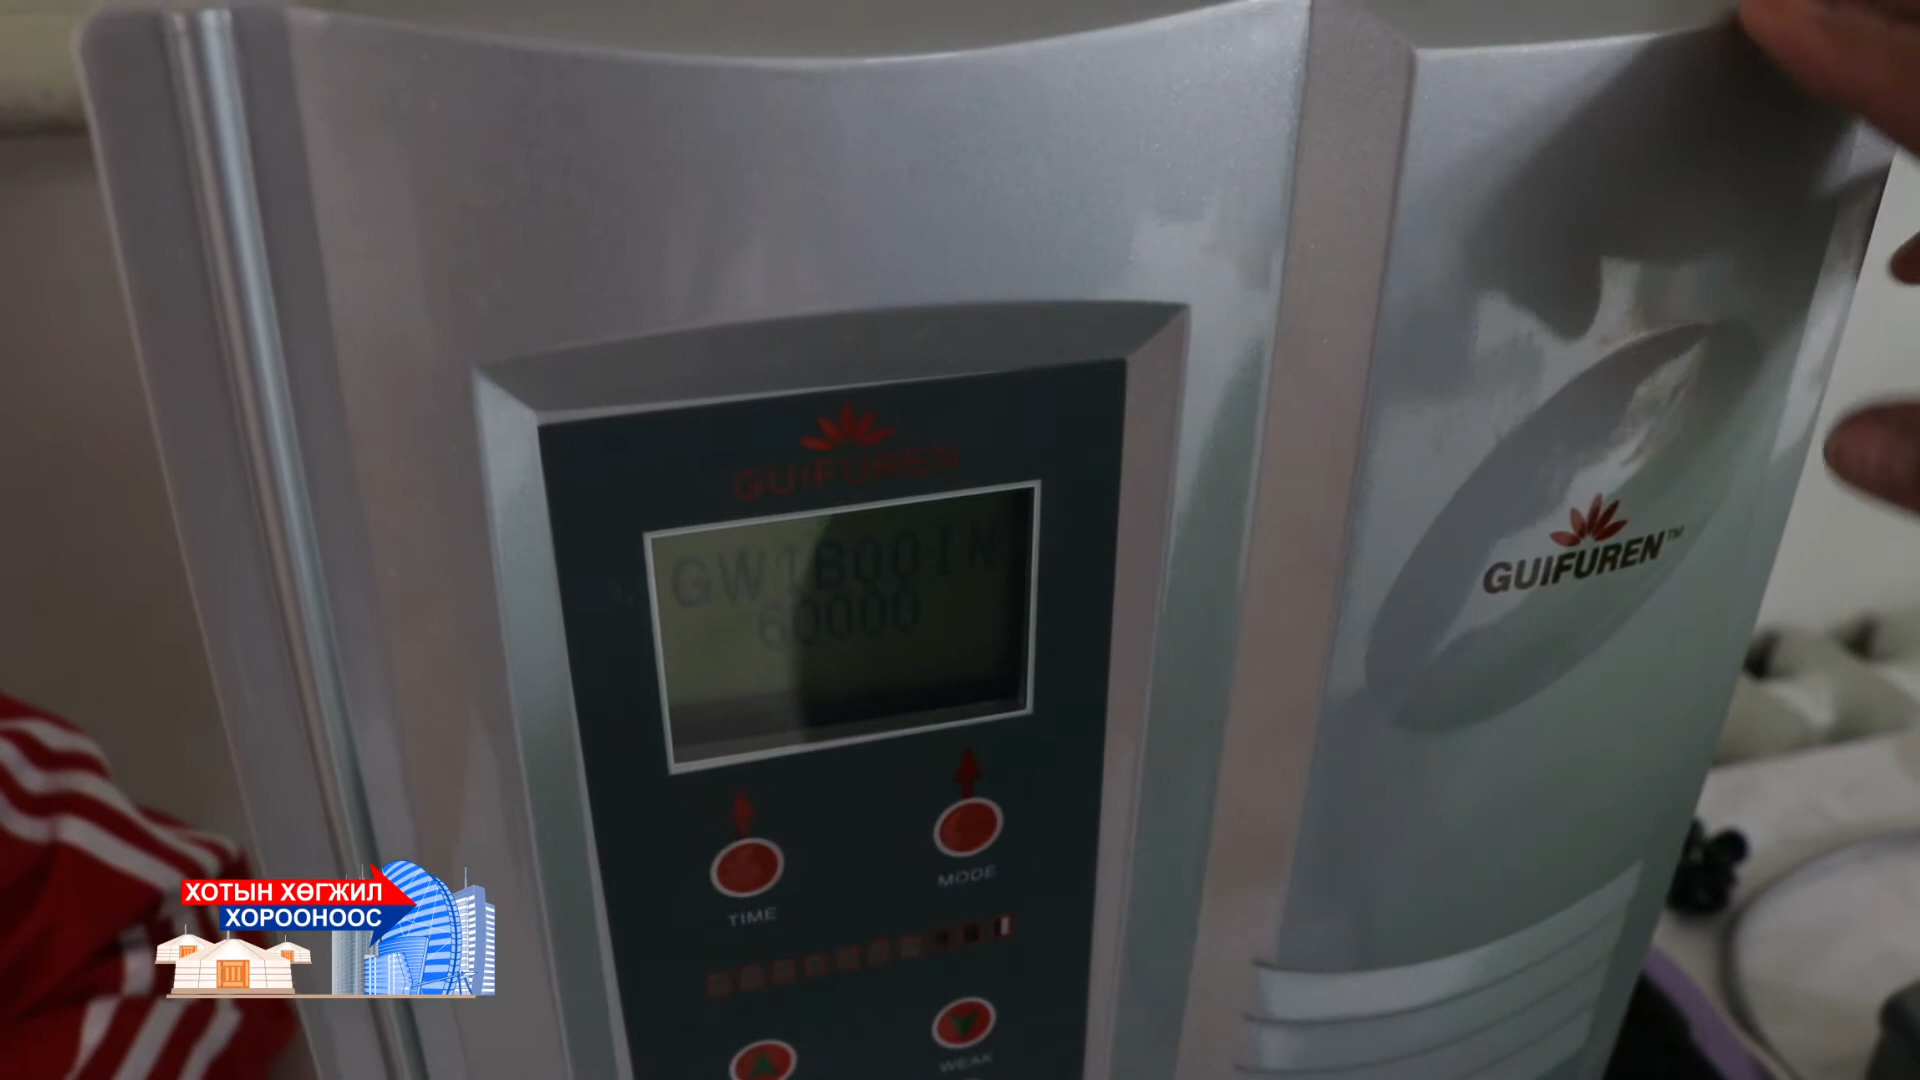 GUIFUREN
GW1800IN
60000
GUIFUREN™
TIME
MODE
WEAK
ХОТЫН ХӨГЖИЛ
ХОРООНООС